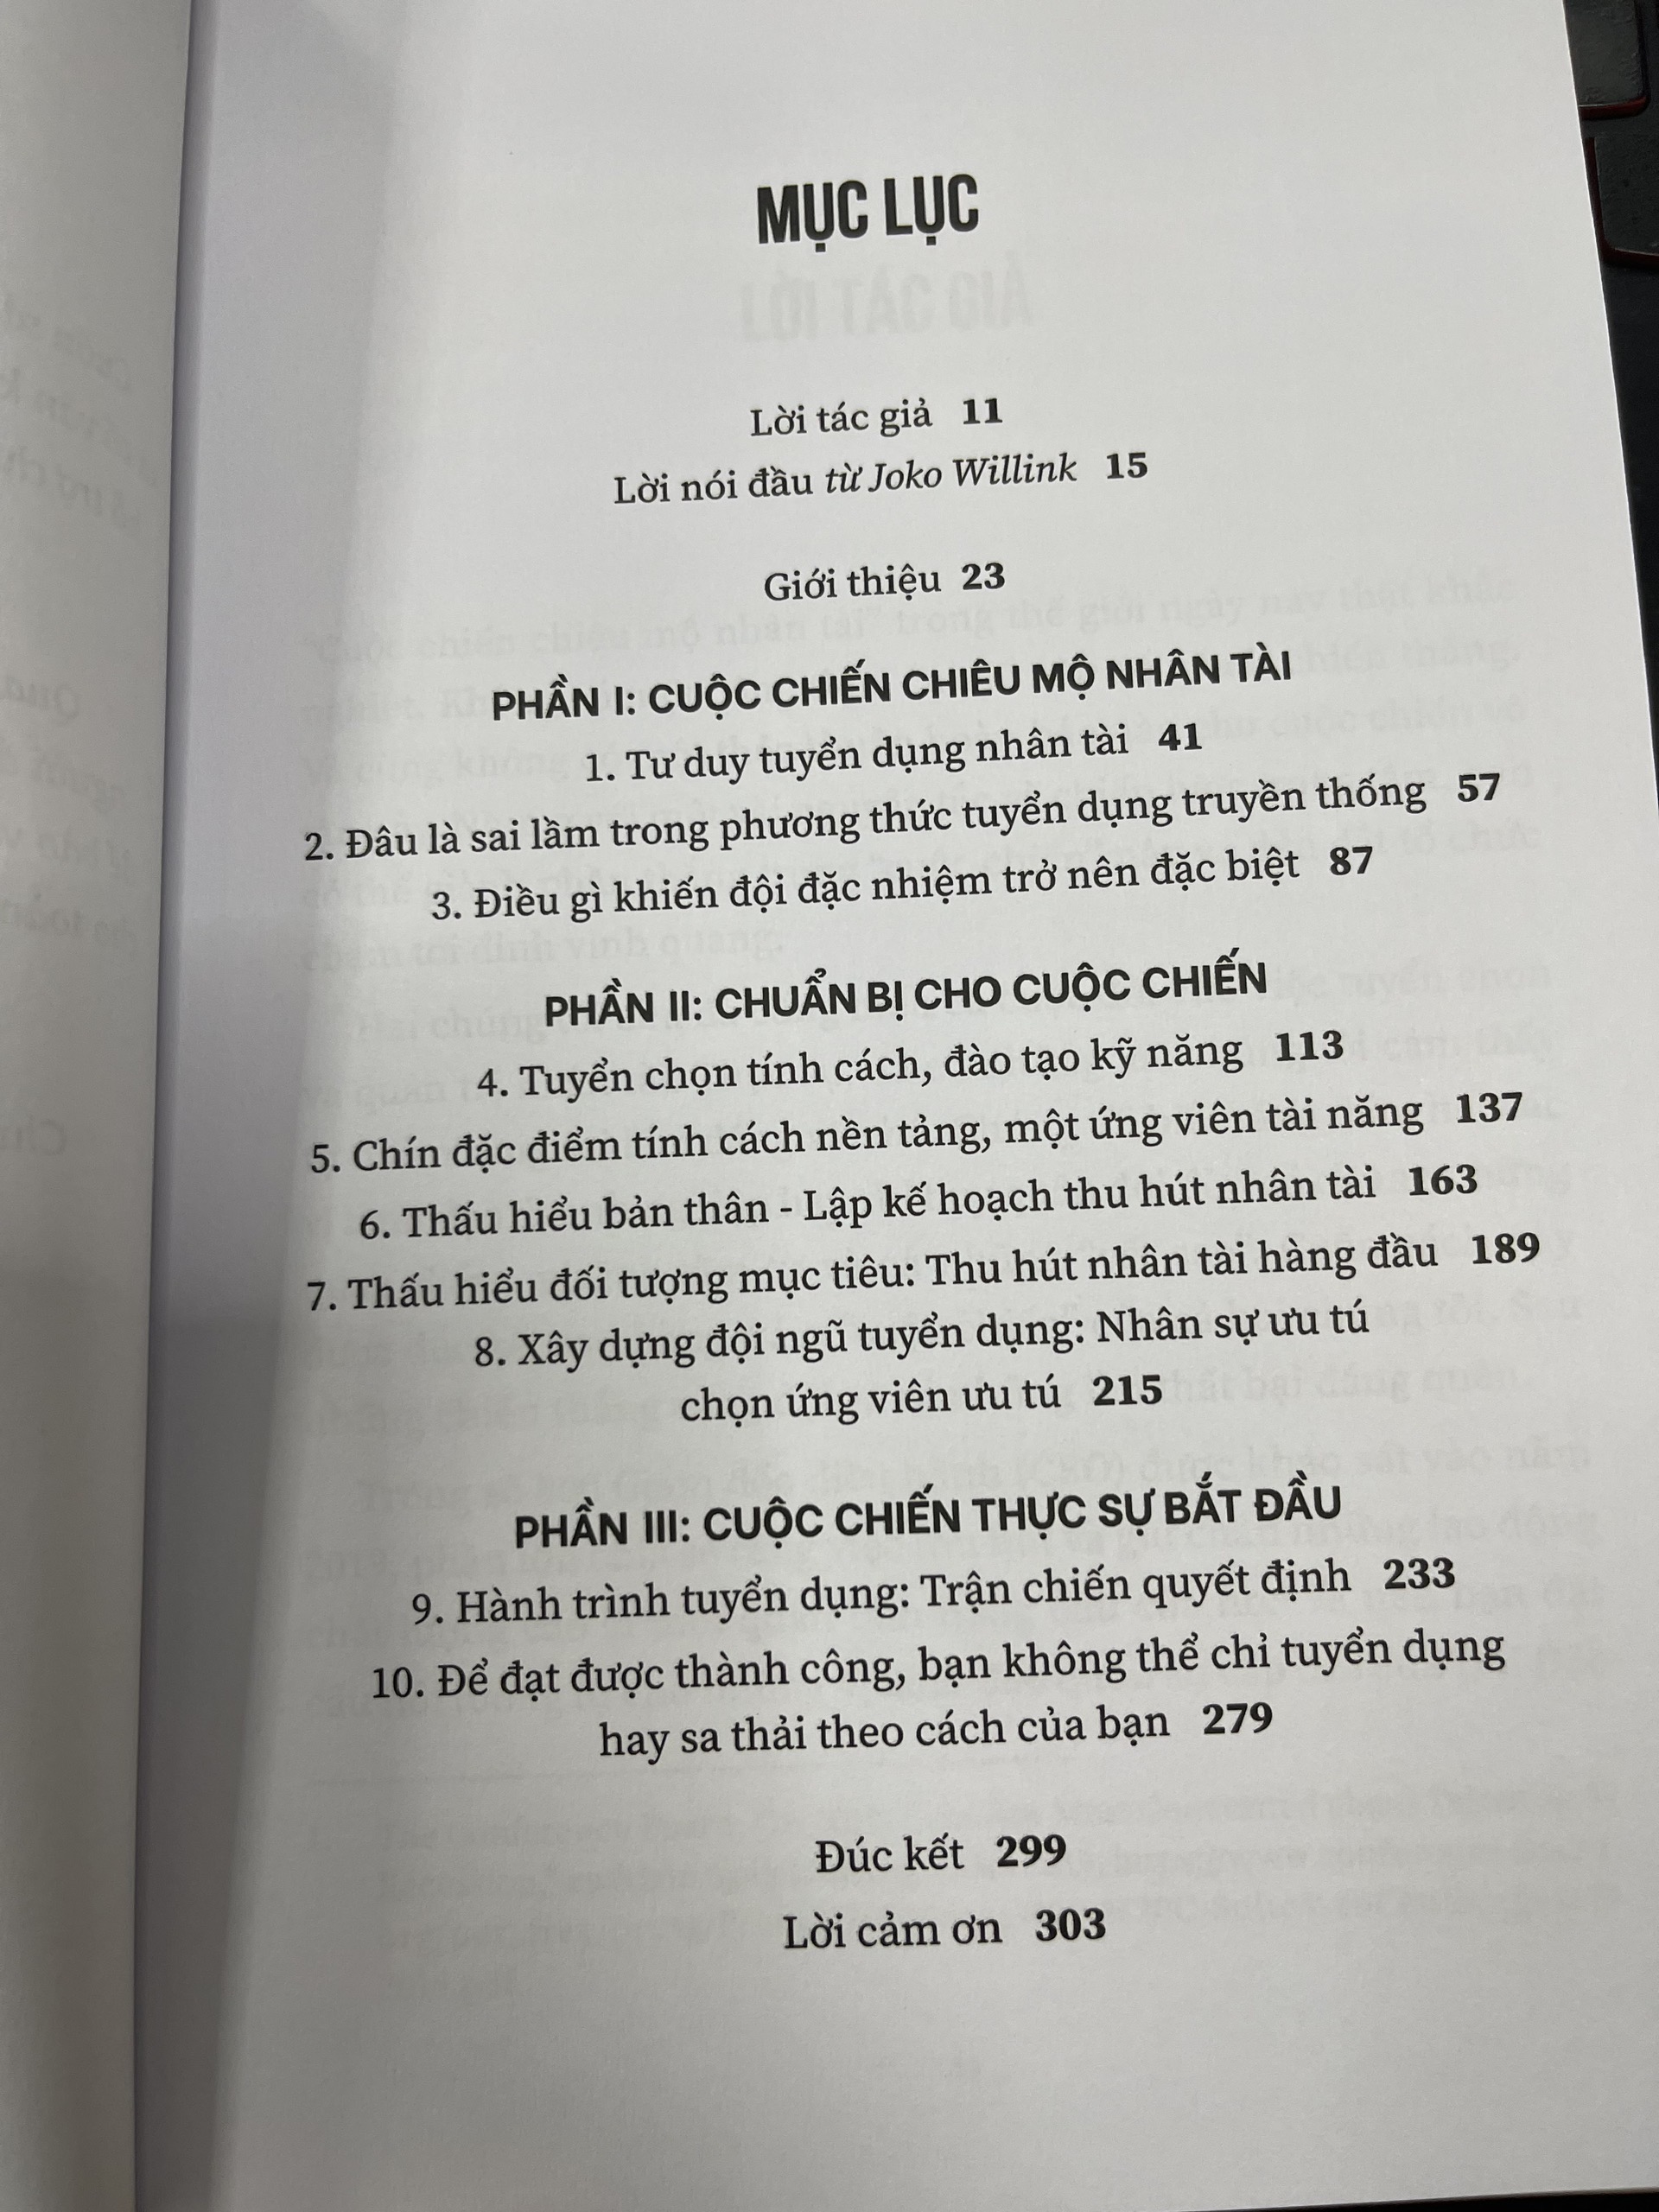 MỤC LỤC
Lời tác giả 11
Lời nói đầu từ Joko Willink 15
Giới thiệu 23
PHẦN I: CUỘC CHIẾN CHIÊU MỘ NHÂN TÀI
1. Tư duy tuyển dụng nhân tài 41
2. Đâu là sai lầm trong phương thức tuyển dụng truyền thống 57
3. Điều gì khiến đội đặc nhiệm trở nên đặc biệt 87
PHẦN II: CHUẨN BỊ CHO CUỘC CHIẾN
4. Tuyển chọn tính cách, đào tạo kỹ năng 113
5. Chín đặc điểm tính cách nền tảng, một ứng viên tài năng 137
6. Thấu hiểu bản thân - Lập kế hoạch thu hút nhân tài 163
7. Thấu hiểu đối tượng mục tiêu: Thu hút nhân tài hàng đầu 189
8. Xây dựng đội ngũ tuyển dụng: Nhân sự ưu tú
chọn ứng viên ưu tú 215
PHẦN III: CUỘC CHIẾN THỰC SỰ BẮT ĐẦU
9. Hành trình tuyển dụng: Trận chiến quyết định 233
10. Để đạt được thành công, bạn không thể chỉ tuyển dụng
hay sa thải theo cách của bạn 279
Đúc kết 299
Lời cảm ơn 303